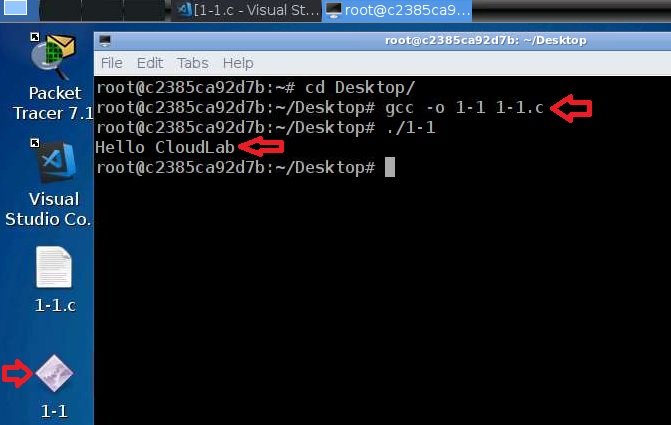 [1-1.c - Visual St...
root@c2385ca9...
root@c2385ca92d7b: ~/Desktop
File Edit Tabs Help
root@c2385ca92d7b:~# cd Desktop/
root@c2385ca92d7b:~/Desktop# gcc -o 1-1 1-1.c
root@c2385ca92d7b:~/Desktop# ./1-1
Hello CloudLab
root@c2385ca92d7b:~/Desktop#
Packet
Tracer 7.1
Visual
Studio Co...
1-1.c
1-1